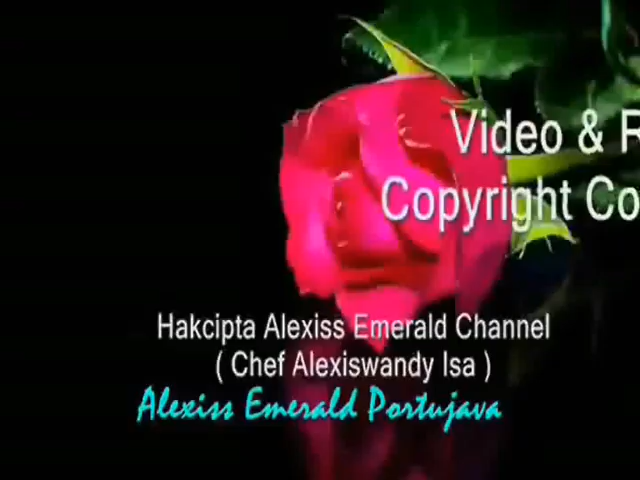 Video & R
Copyright Co
Hakcipta Alexiss Emerald Channel
( Chef Alexiswandy Isa )
Alexiss Emerald Portujava